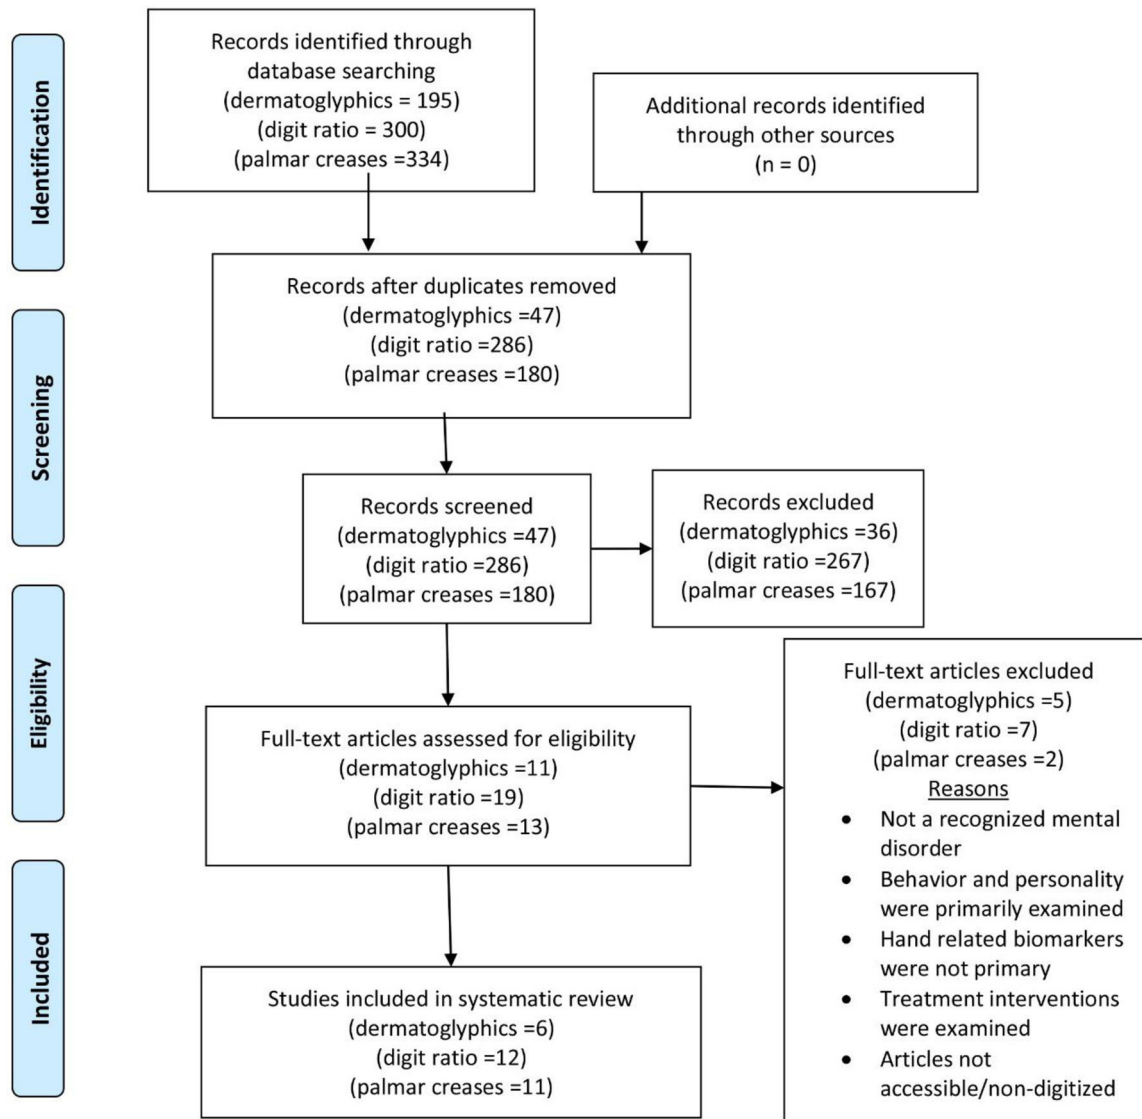 Identification
Records identified through
database searching
(dermatoglyphics = 195)
(digit ratio = 300)
(palmar creases =334)
Additional records identified
through other sources
(n = 0)
Records after duplicates removed
(dermatoglyphics =47)
(digit ratio =286)
(palmar creases =180)
Screening
Records screened
(dermatoglyphics =47)
(digit ratio =286)
(palmar creases =180)
Records excluded
(dermatoglyphics =36)
(digit ratio =267)
(palmar creases =167)
Eligibility
Full-text articles assessed for eligibility
(dermatoglyphics =11)
(digit ratio =19)
(palmar creases =13)
Full-text articles excluded
(dermatoglyphics =5)
(digit ratio =7)
(palmar creases =2)
Reasons
• Not a recognized mental
disorder
• Behavior and personality
were primarily examined
• Hand related biomarkers
were not primary
• Treatment interventions
were examined
• Articles not
accessible/non-digitized
Included
Studies included in systematic review
(dermatoglyphics =6)
(digit ratio =12)
(palmar creases =11)